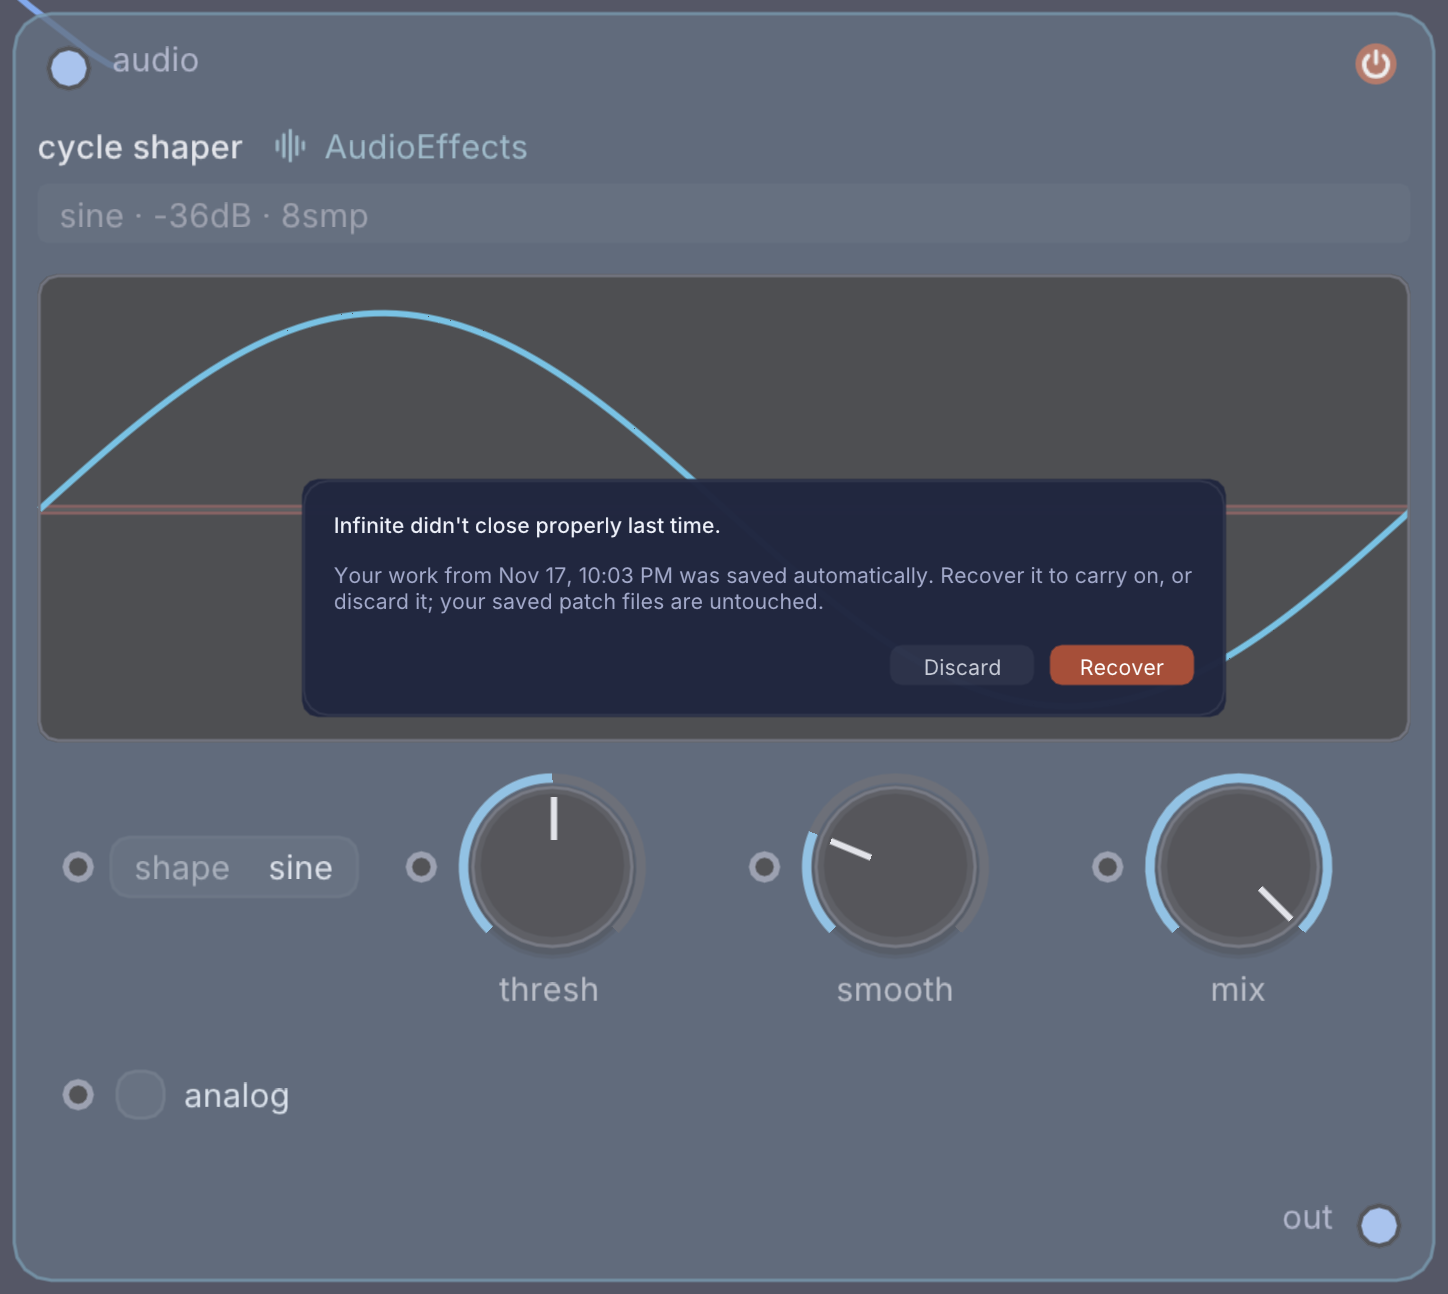 audio
cycle shaper AudioEffects
sine · -36dB · 8smp
Infinite didn't close properly last time.
Your work from Nov 17, 10:03 PM was saved automatically. Recover it to carry on, or
discard it; your saved patch files are untouched.
Discard Recover
shape sine
thresh smooth mix
analog
out